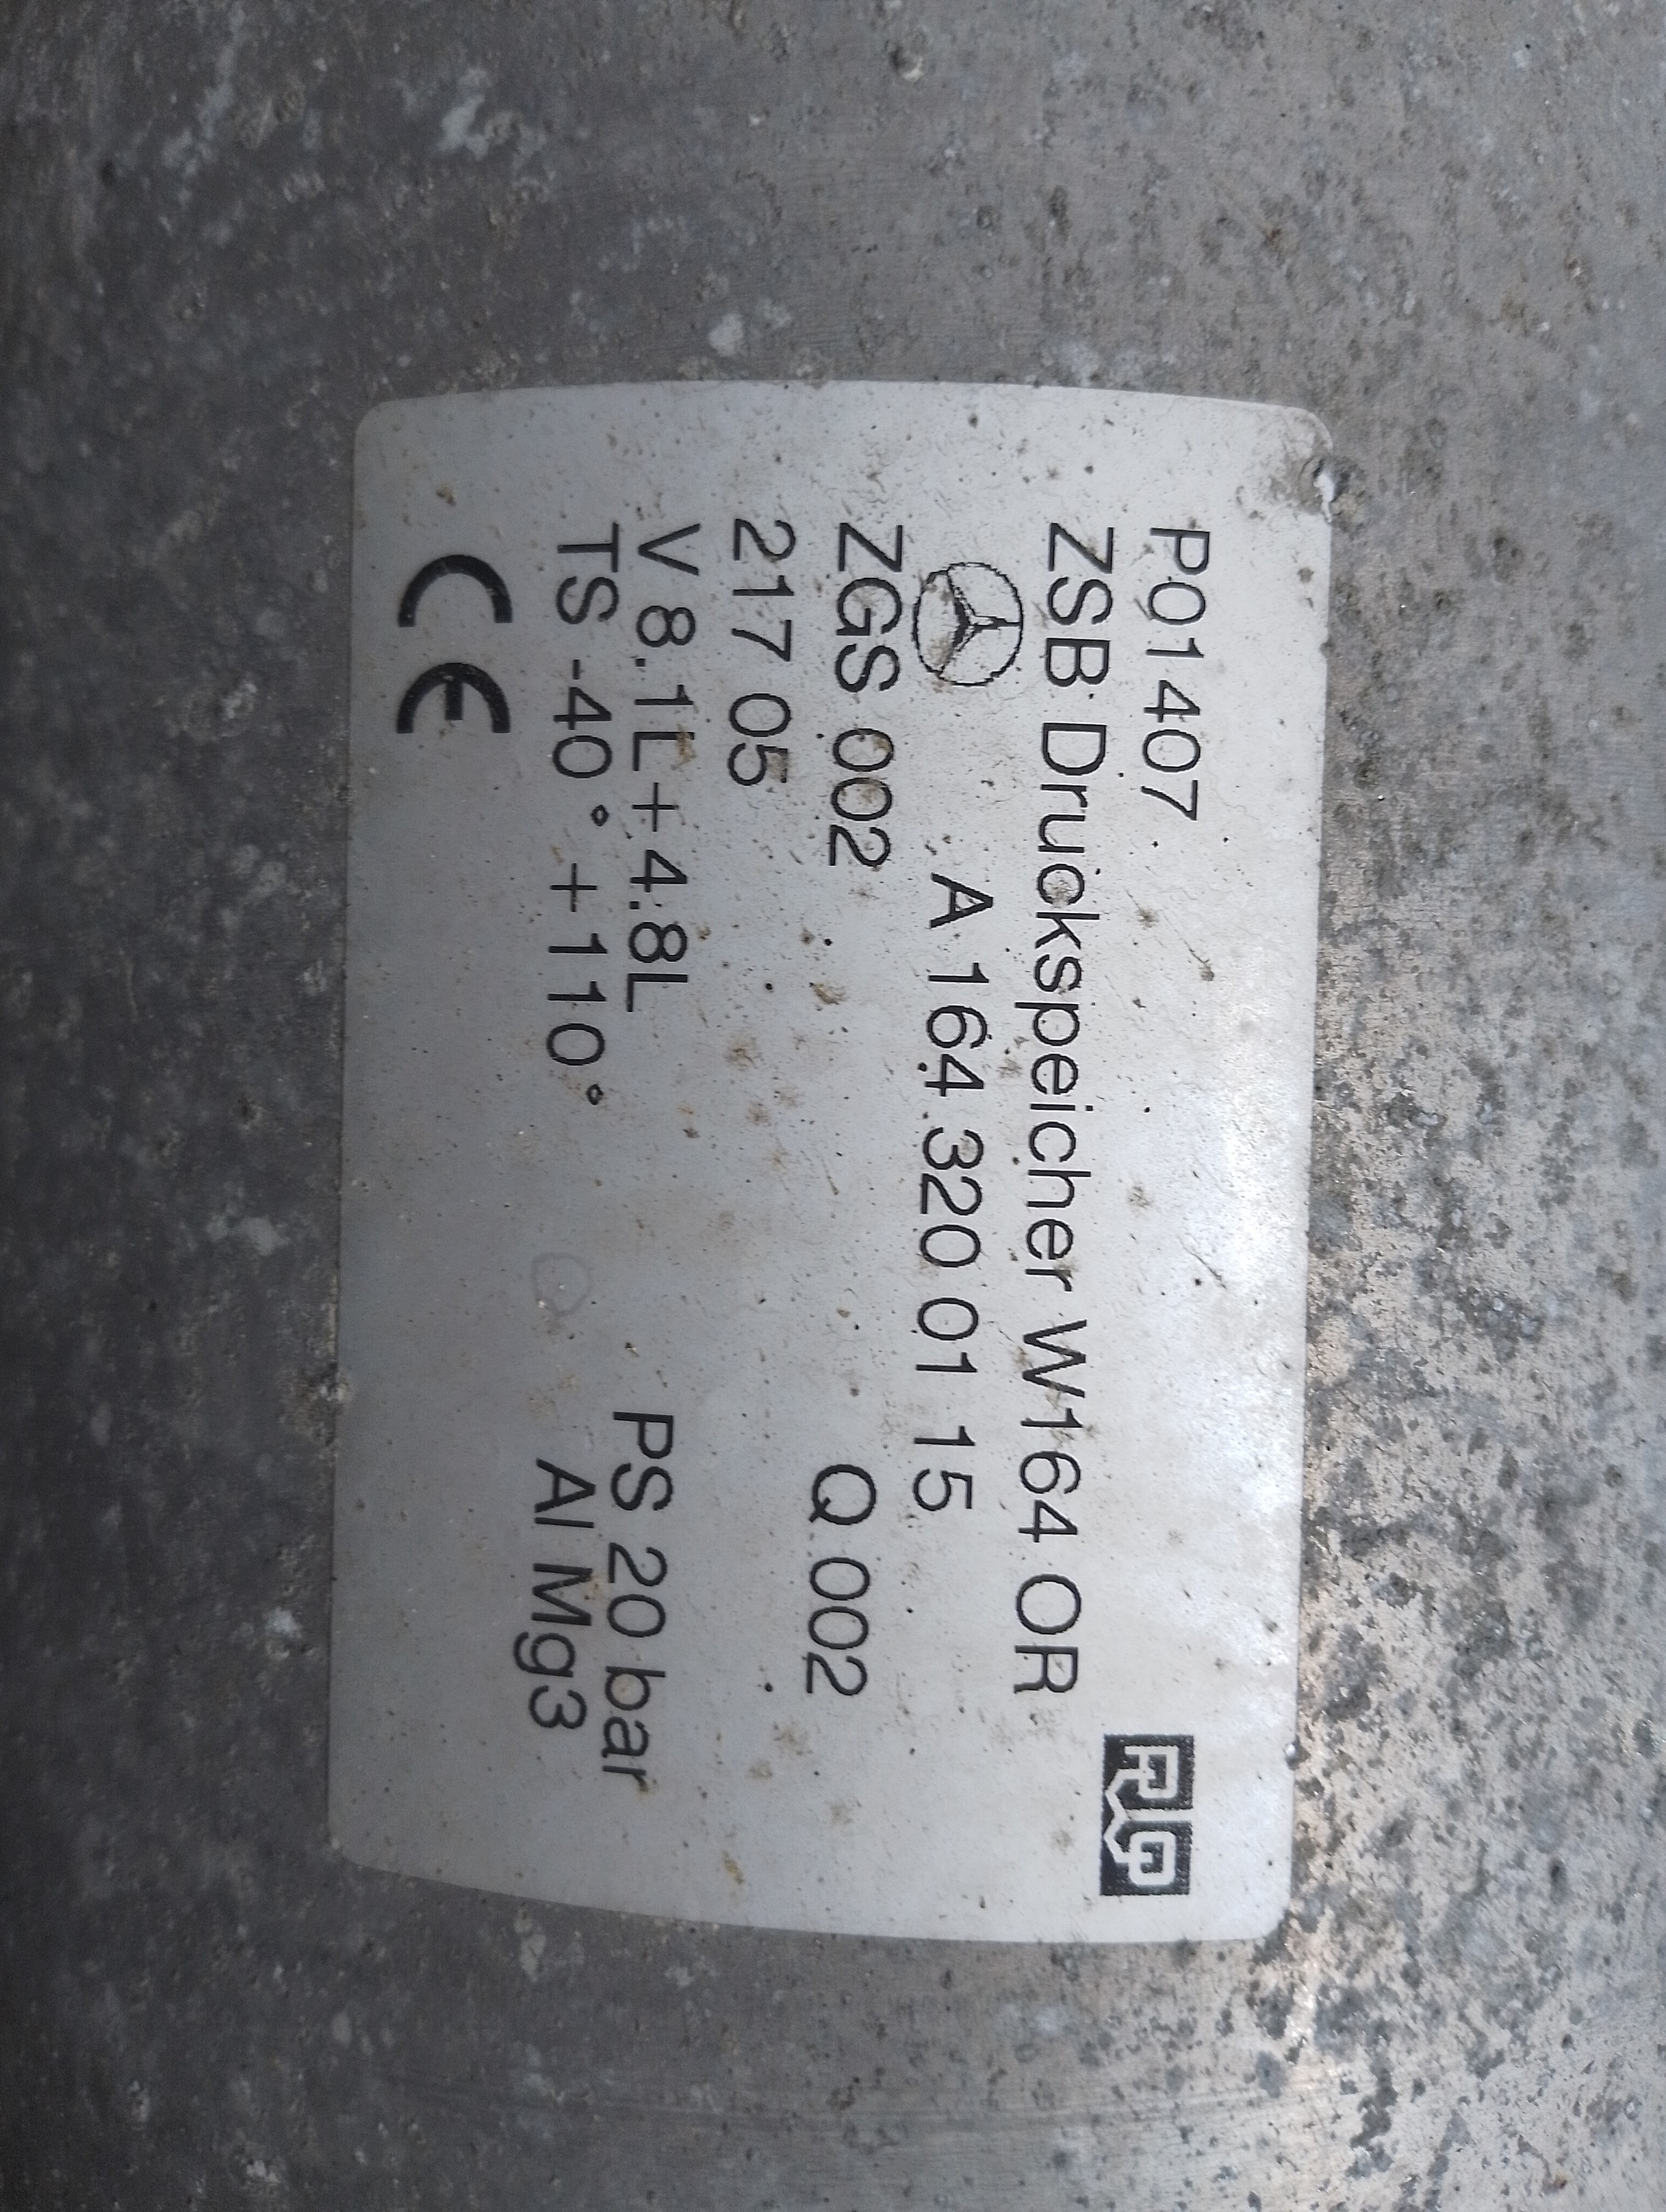 P01407
ZSB Druckspeicher W164 OR
A 164 320 01 15
ZGS 002 Q 002
217 05
V 8.1L+4.8L PS 20 bar
TS -40° +110° Al Mg3
CE